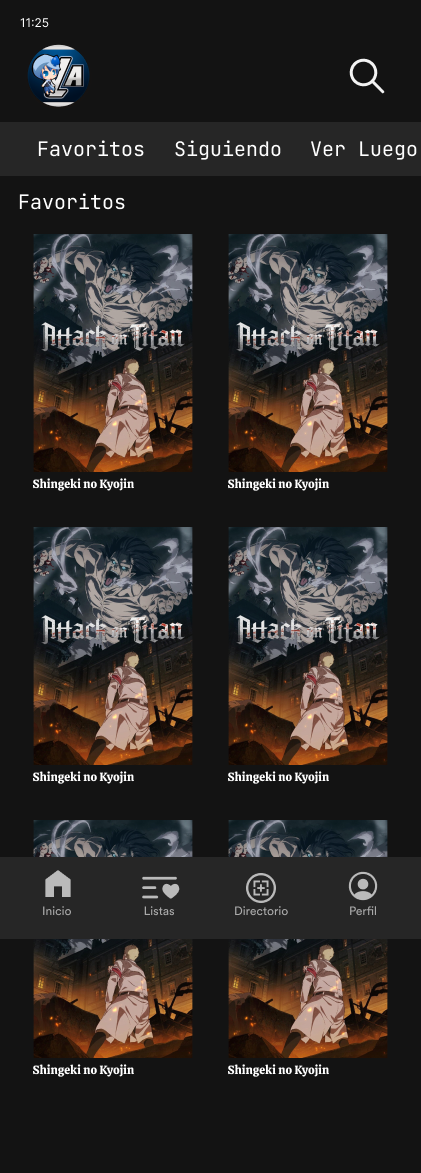 11:25
LA
Favoritos Siguiendo Ver Luego
Favoritos
Attack on Titan Attack on Titan
Shingeki no Kyojin Shingeki no Kyojin
Attack on Titan Attack on Titan
Shingeki no Kyojin Shingeki no Kyojin
Inicio Listas Directorio Perfil
Shingeki no Kyojin Shingeki no Kyojin